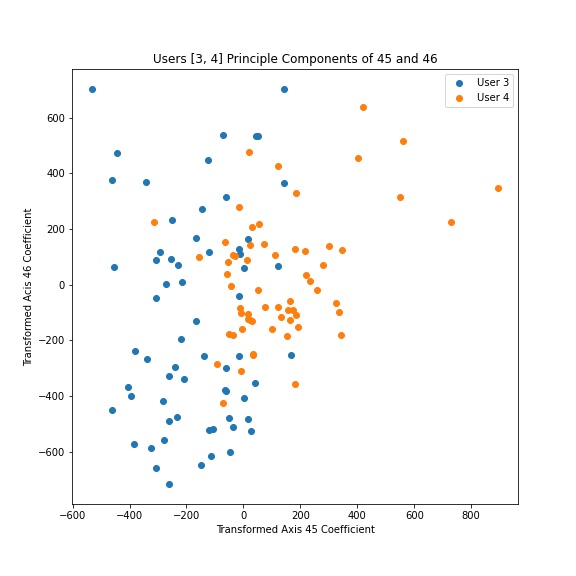 Users [3, 4] Principle Components of 45 and 46
User 3
User 4
Transformed Acis 46 Coefficient
600
400
200
0
−200
−400
−600
−600 −400 −200 0 200 400 600 800
Transformed Axis 45 Coefficient